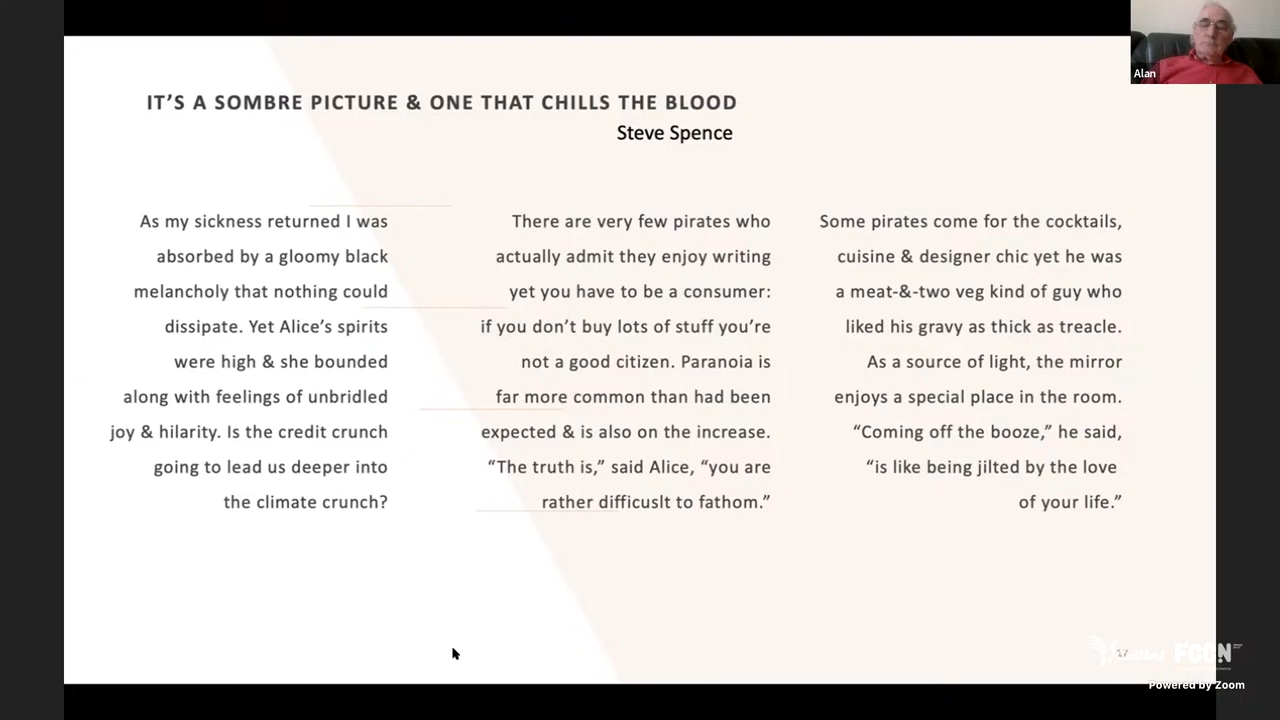 Alan
IT’S A SOMBRE PICTURE & ONE THAT CHILLS THE BLOOD
Steve Spence
As my sickness returned I was
absorbed by a gloomy black
melancholy that nothing could
dissipate. Yet Alice’s spirits
were high & she bounded
along with feelings of unbridled
joy & hilarity. Is the credit crunch
going to lead us deeper into
the climate crunch?
There are very few pirates who
actually admit they enjoy writing
yet you have to be a consumer:
if you don’t buy lots of stuff you’re
not a good citizen. Paranoia is
far more common than had been
expected & is also on the increase.
“The truth is,” said Alice, “you are
rather difficuslt to fathom.”
Some pirates come for the cocktails,
cuisine & designer chic yet he was
a meat-&-two veg kind of guy who
liked his gravy as thick as treacle.
As a source of light, the mirror
enjoys a special place in the room.
“Coming off the booze,” he said,
“is like being jilted by the love
of your life.”
17
FCCN
Powered by Zoom